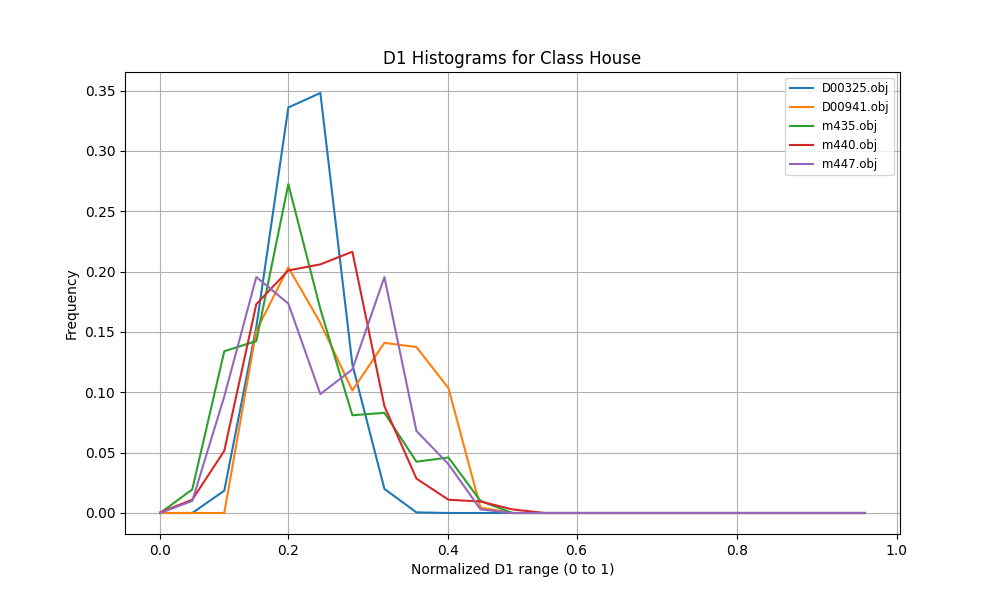 D1 Histograms for Class House
D00325.obj
D00941.obj
m435.obj
m440.obj
m447.obj
Frequency
0.35
0.30
0.25
0.20
0.15
0.10
0.05
0.00
0.0 0.2 0.4 0.6 0.8 1.0
Normalized D1 range (0 to 1)